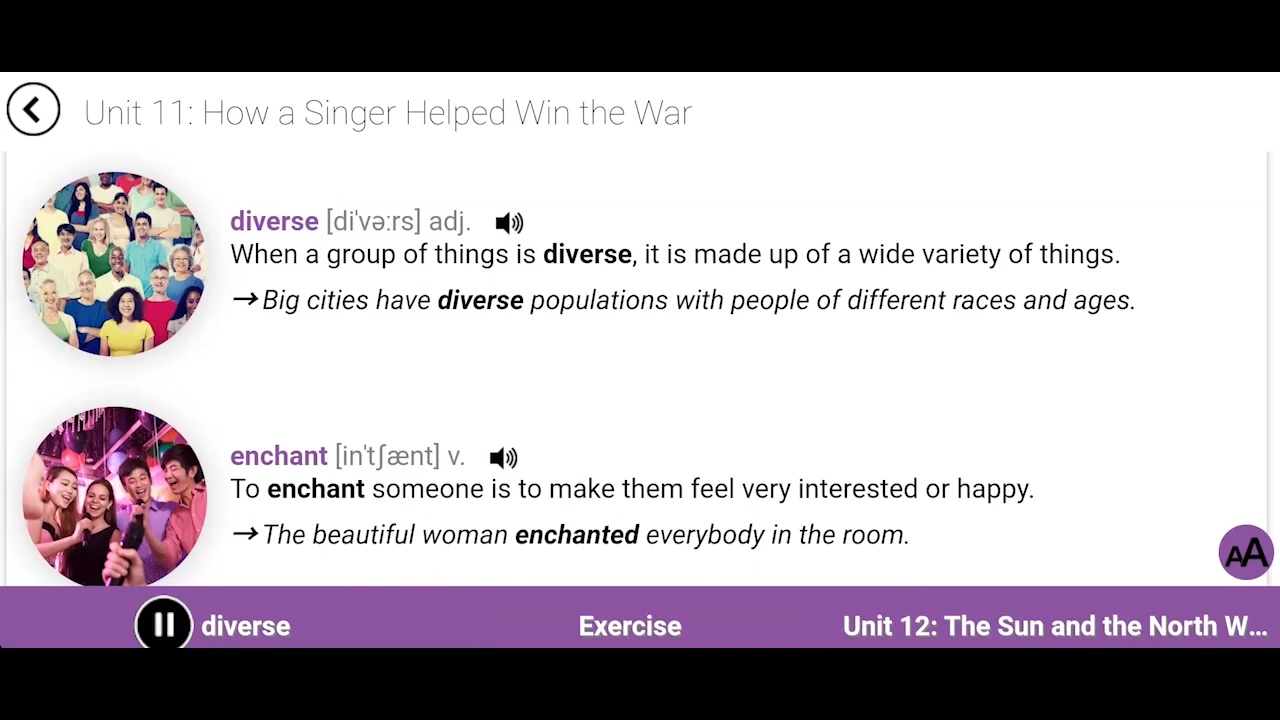 Unit 11: How a Singer Helped Win the War
diverse [di'və:rs] adj.
When a group of things is diverse, it is made up of a wide variety of things.
→ Big cities have diverse populations with people of different races and ages.
enchant [in'tʃænt] v.
To enchant someone is to make them feel very interested or happy.
→ The beautiful woman enchanted everybody in the room.
AA
diverse
Exercise
Unit 12: The Sun and the North W...